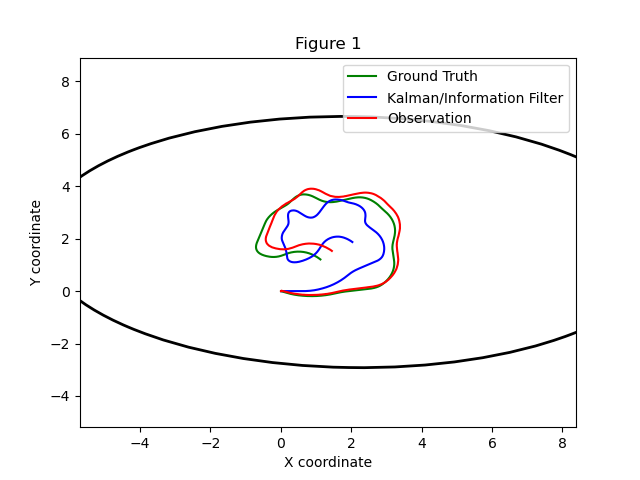 Figure 1
Ground Truth
Kalman/Information Filter
Observation
8
6
4
2
0
−2
−4
Y coordinate
−4 −2 0 2 4 6 8
X coordinate